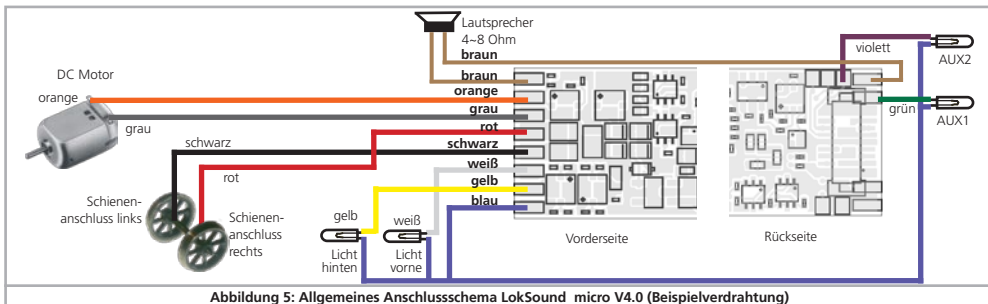 Lautsprecher
4~8 Ohm
braun
braun
orange
grau
rot
schwarz
weiß
gelb
blau
DC Motor
orange
grau
schwarz
rot
Schienen-
anschluss links
Schienen-
anschluss
rechts
gelb
Licht
hinten
weiß
Licht
vorne
Vorderseite
violett
AUX2
grün
AUX1
Rückseite
Abbildung 5: Allgemeines Anschlussschema LokSound micro V4.0 (Beispielverdrahtung)